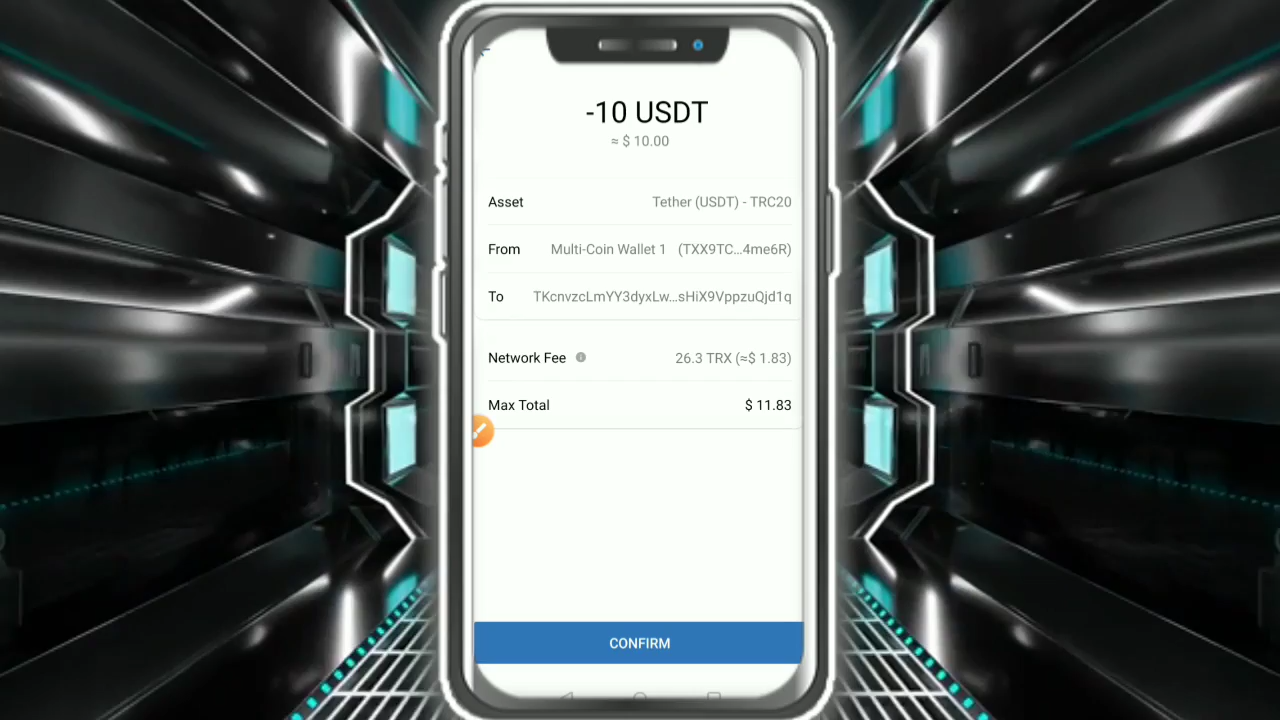 -10 USDT
≈ $ 10.00
Asset Tether (USDT) - TRC20
From Multi-Coin Wallet 1 (TXX9TC...4me6R)
To TKcnvzcLmYY3dyxLw...sHiX9VppzuQjd1q
Network Fee 26.3 TRX (≈$ 1.83)
Max Total $ 11.83
CONFIRM